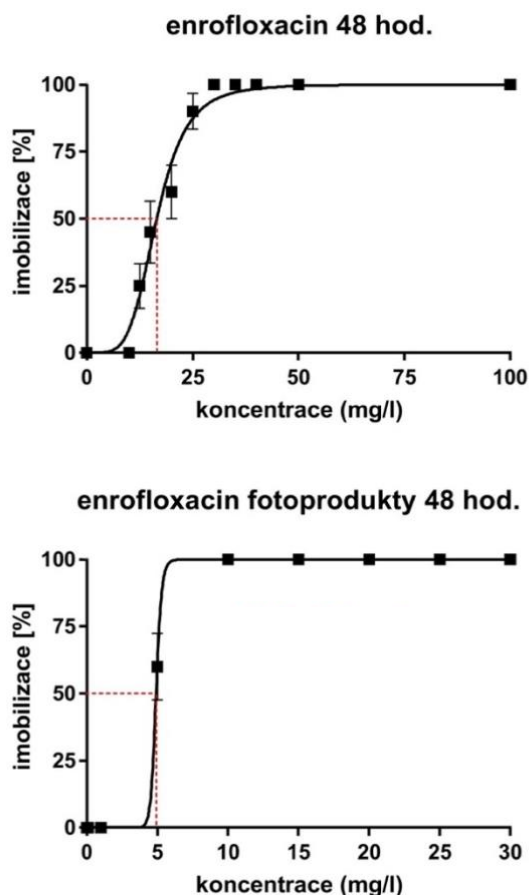 enrofloxacin 48 hod.
imobilizace [%]
100
75
50
25
0
0 25 50 75 100
koncentrace (mg/l)
enrofloxacin fotoprodukty 48 hod.
imobilizace [%]
100
75
50
25
0
0 5 10 15 20 25 30
koncentrace (mg/l)